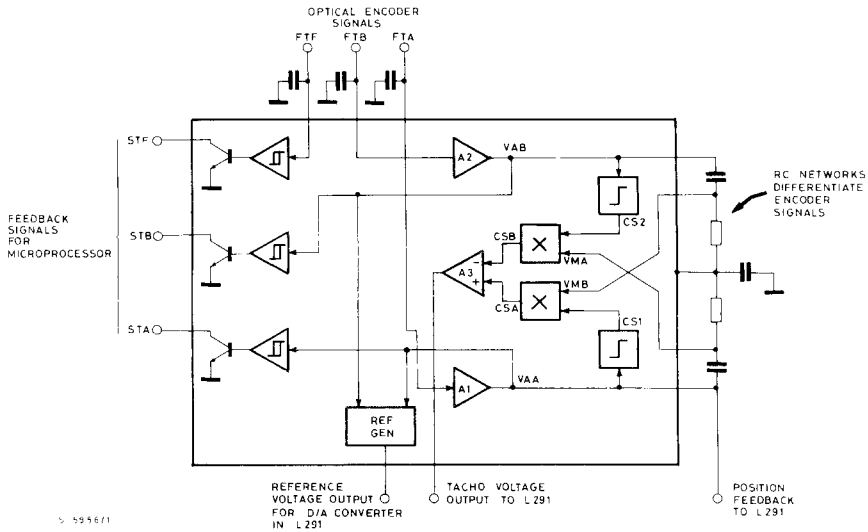 OPTICAL ENCODER
SIGNALS
FTF FTB FTA
STF
A2
VAB
RC NETWORKS
DIFFERENTIATE
ENCODER
SIGNALS
CS2
FEEDBACK
SIGNALS
FOR
MICROPROCESSOR
STB
CSB
VMA
A3
-
+
VMB
CSA
CS1
STA
A1
VAA
REF
GEN
REFERENCE
VOLTAGE OUTPUT
FOR D/A CONVERTER
IN L291
TACHO VOLTAGE
OUTPUT TO L291
POSITION
FEEDBACK
TO L291
S-5956/1